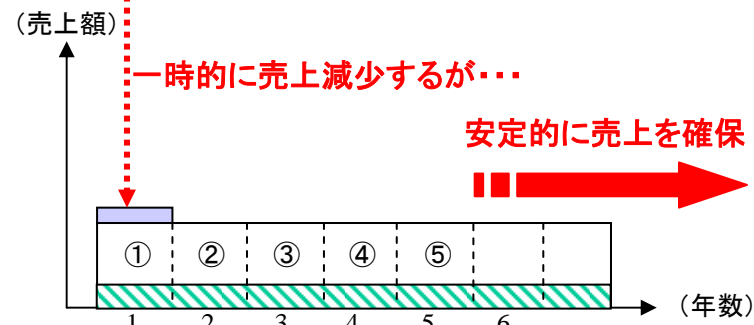 (売上額)
一時的に売上減少するが・・・
安定的に売上を確保
① ② ③ ④ ⑤
1 2 3 4 5 6
(年数)